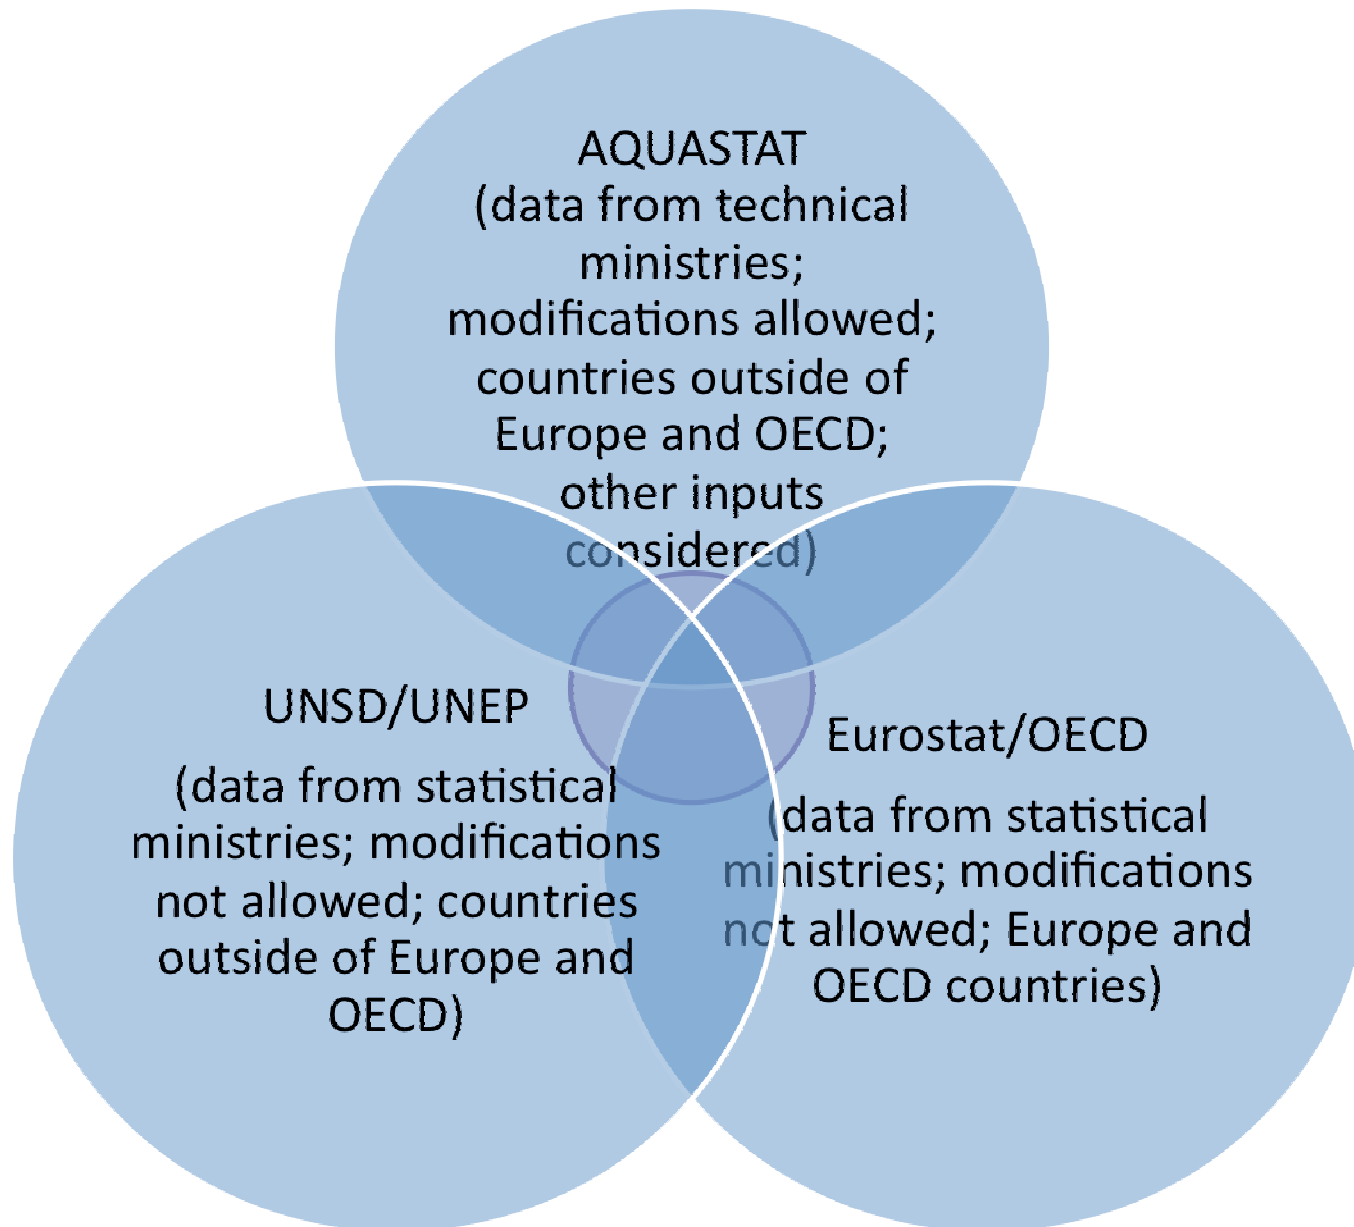 AQUASTAT
(data from technical
ministries;
modifications allowed;
countries outside of
Europe and OECD;
other inputs
considered)
UNSD/UNEP
(data from statistical
ministries; modifications
not allowed; countries
outside of Europe and
OECD)
Eurostat/OECD
(data from statistical
ministries; modifications
not allowed; Europe and
OECD countries)